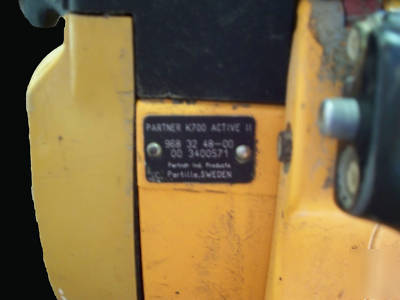 PARTNER K700 ACTIVE II
968 32 48-00
00 3400571
Partner Ind. Products
Partille, SWEDEN